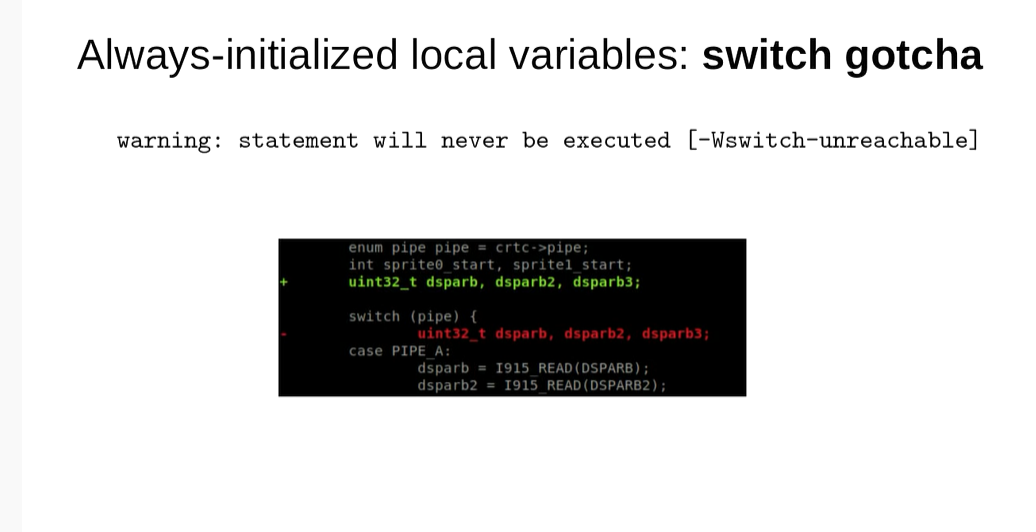 Always-initialized local variables: switch gotcha
warning: statement will never be executed [-Wswitch-unreachable]
enum pipe pipe = crtc->pipe;
int sprite0_start, sprite1_start;
+ uint32_t dsparb, dsparb2, dsparb3;
switch (pipe) {
- uint32_t dsparb, dsparb2, dsparb3;
case PIPE_A:
dsparb = I915_READ(DSPARB);
dsparb2 = I915_READ(DSPARB2);